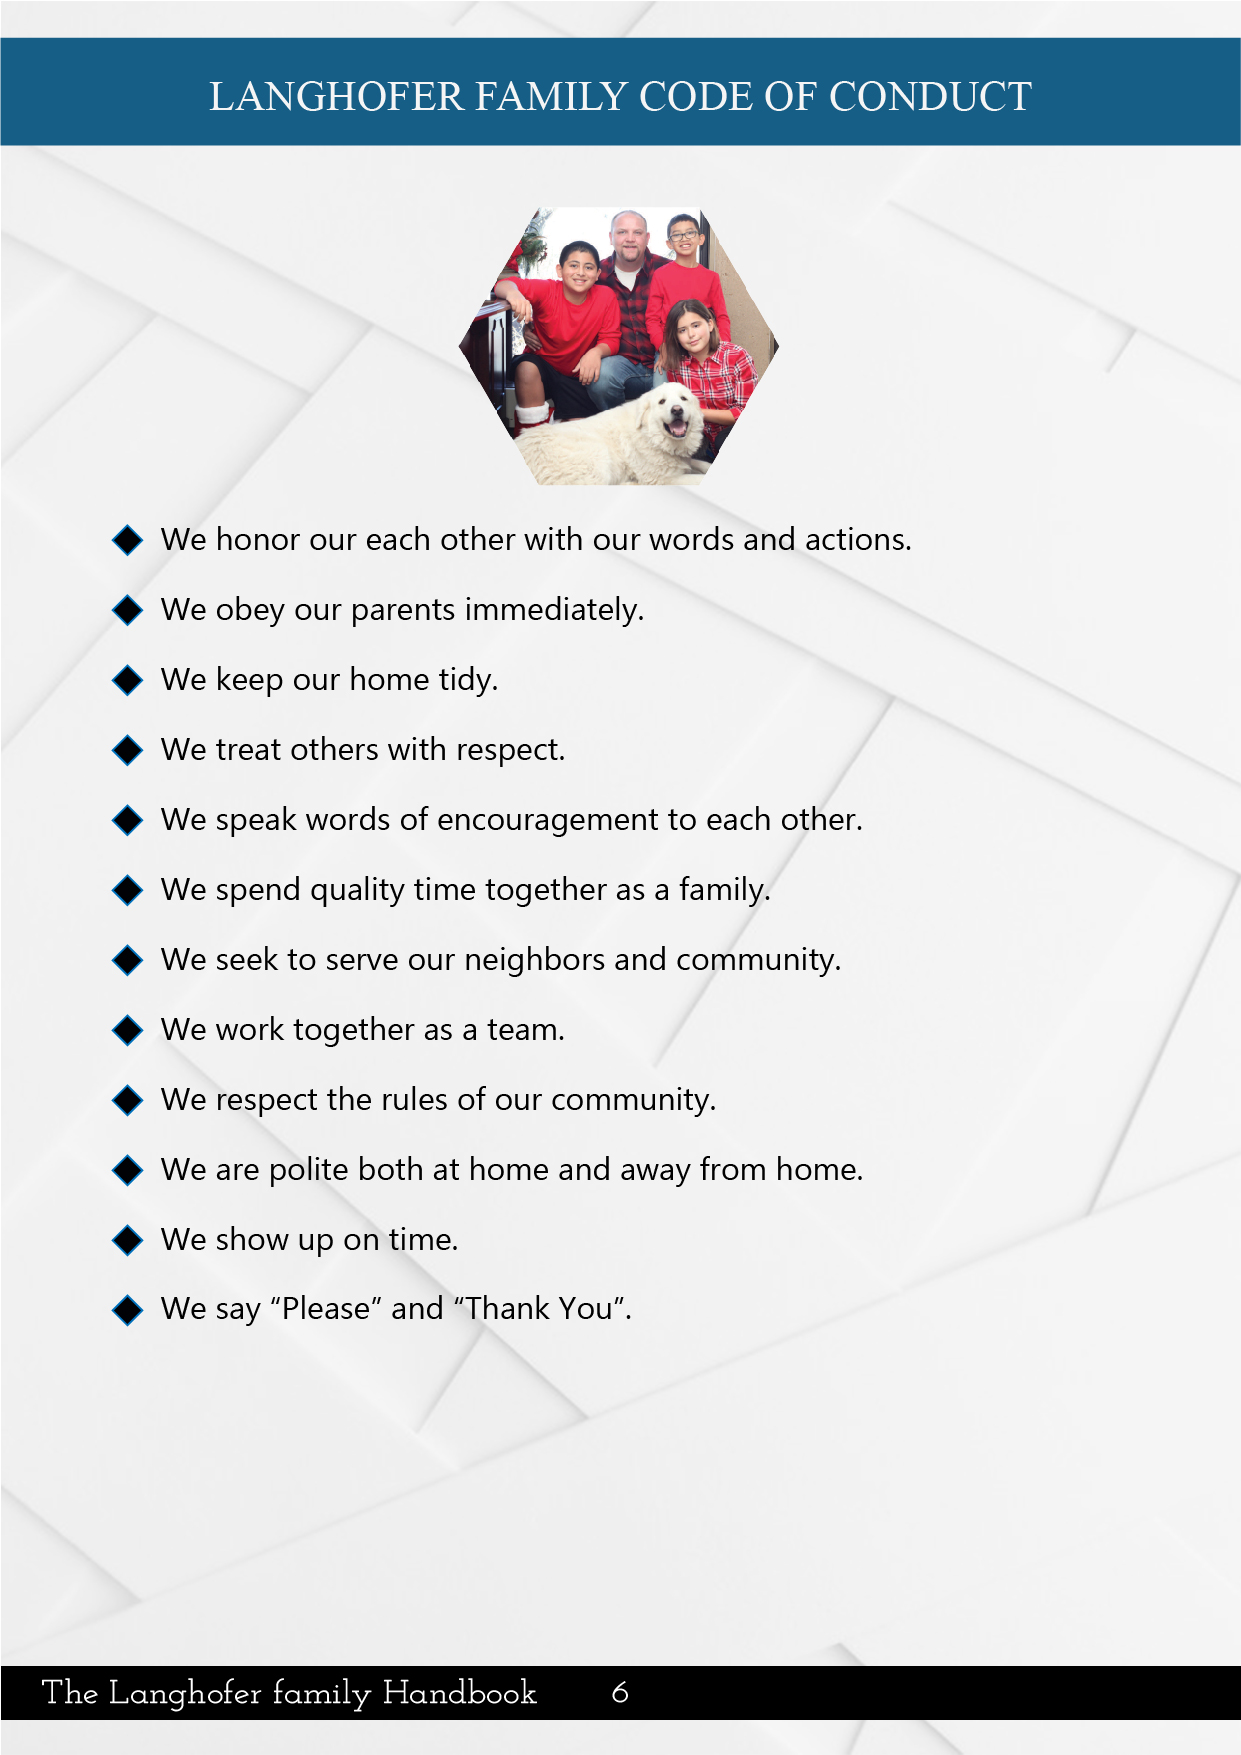 LANGHOFER FAMILY CODE OF CONDUCT
We honor our each other with our words and actions.
We obey our parents immediately.
We keep our home tidy.
We treat others with respect.
We speak words of encouragement to each other.
We spend quality time together as a family.
We seek to serve our neighbors and community.
We work together as a team.
We respect the rules of our community.
We are polite both at home and away from home.
We show up on time.
We say “Please” and “Thank You”.
The Langhofer family Handbook 6